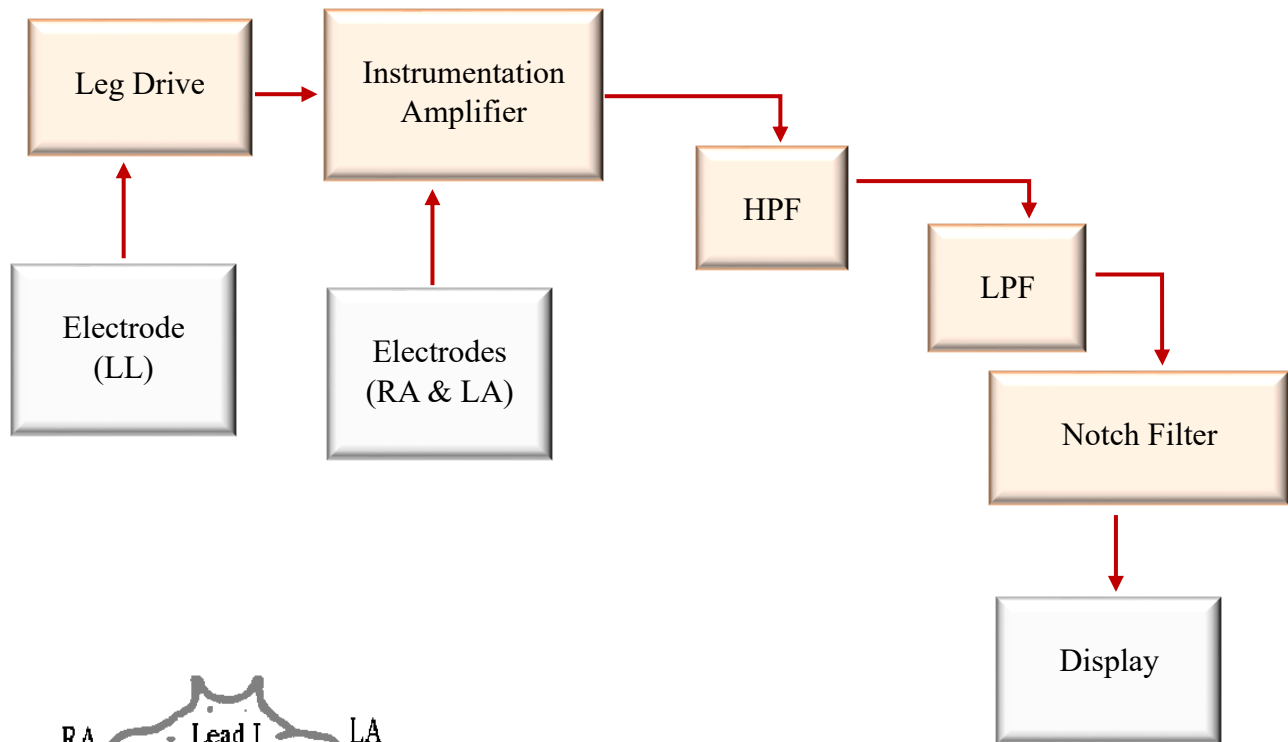 Leg Drive
Instrumentation
Amplifier
HPF
LPF
Electrode
(LL)
Electrodes
(RA & LA)
Notch Filter
Display
RA
Lead I
LA